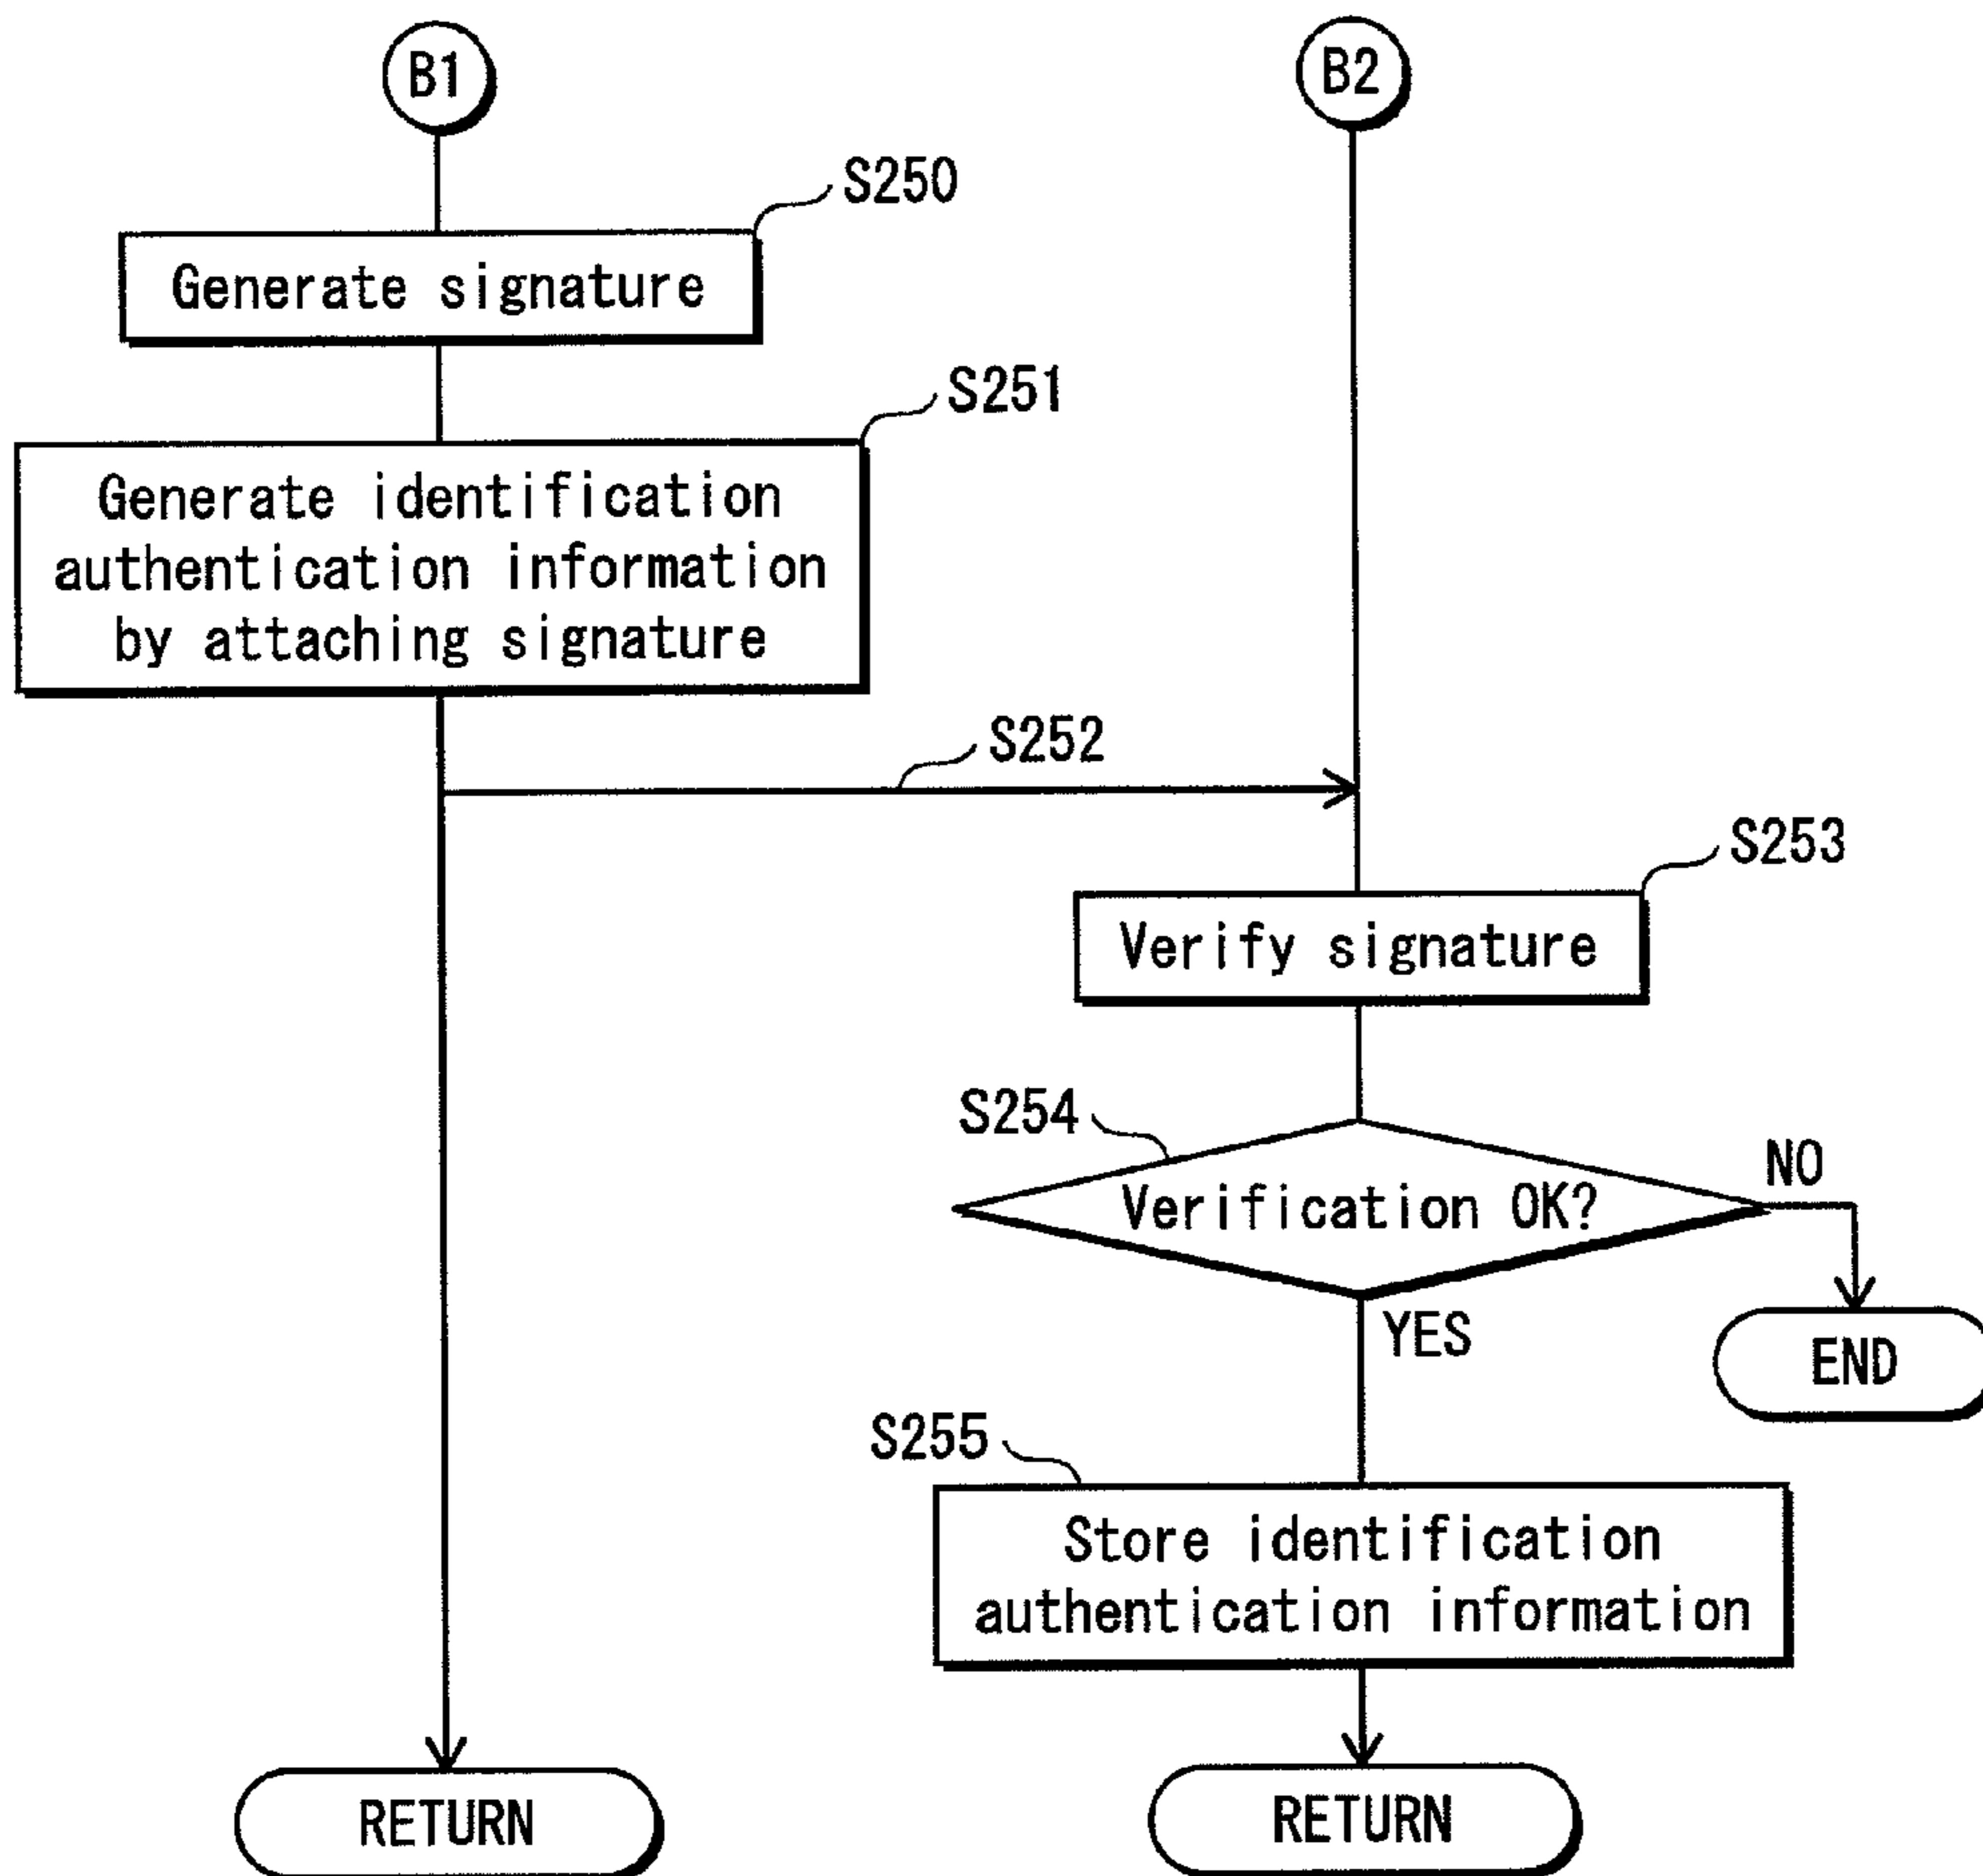 B1
B2
S250
Generate signature
S251
Generate identification
authentication information
by attaching signature
S252
S253
Verify signature
S254
Verification OK?
NO
YES
END
S255
Store identification
authentication information
RETURN
RETURN